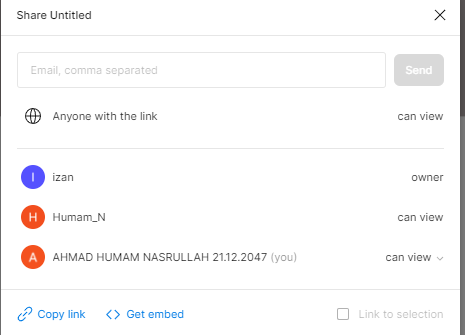 Share Untitled
Email, comma separated
Send
Anyone with the link can view
I izan owner
H Humam_N can view
A AHMAD HUMAM NASRULLAH 21.12.2047 (you) can view
Copy link Get embed Link to selection